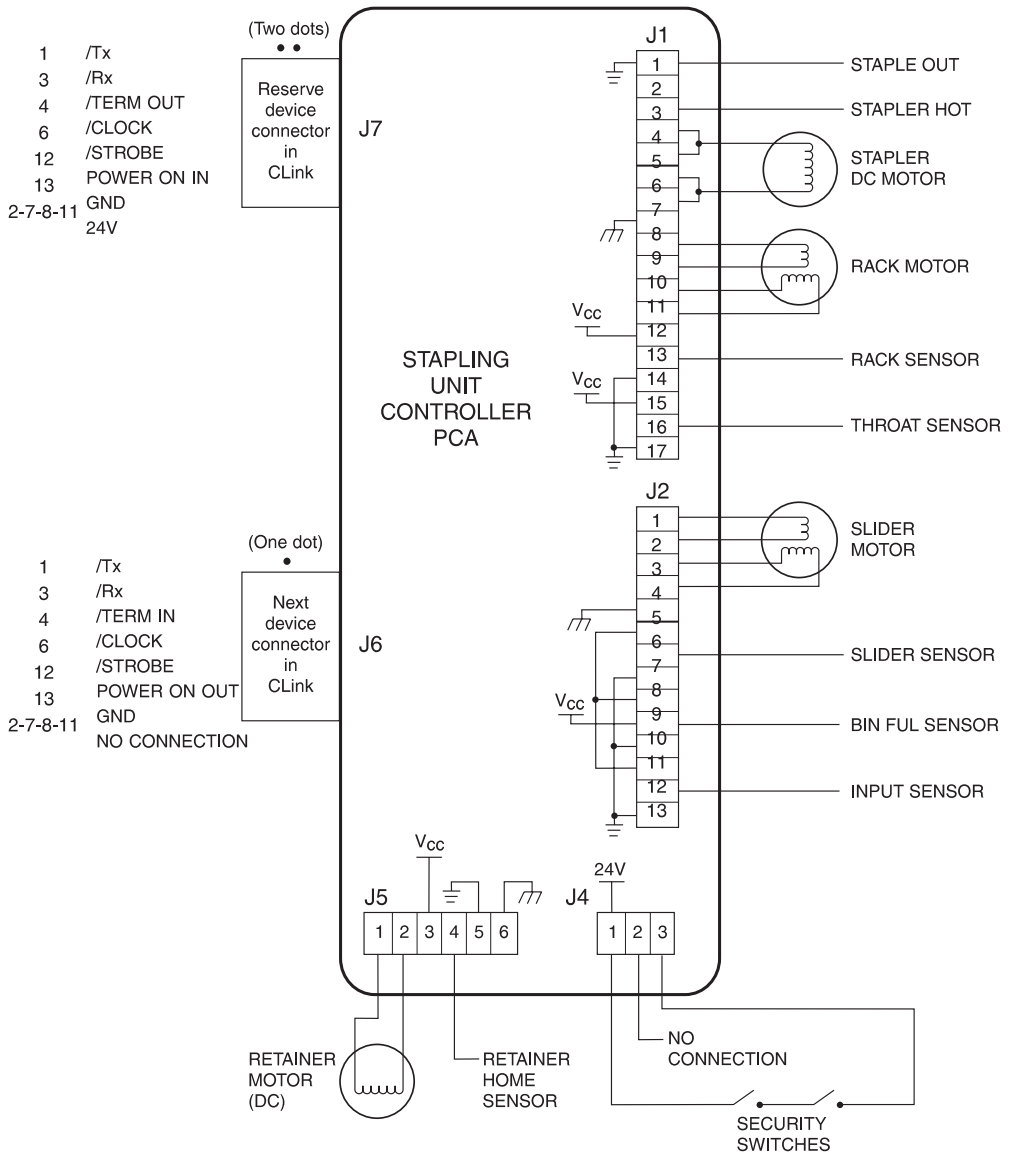 (Two dots)
1 /Tx
3 /Rx
4 /TERM OUT
6 /CLOCK
12 /STROBE
13 POWER ON IN
2-7-8-11 GND
24V
Reserve
device
connector
in
CLink
J7
(One dot)
1 /Tx
3 /Rx
4 /TERM IN
6 /CLOCK
12 /STROBE
13 POWER ON OUT
2-7-8-11 GND
NO CONNECTION
Next
device
connector
in
CLink
J6
STAPLING
UNIT
CONTROLLER
PCA
J1
1
2
3
4
5
6
7
8
9
10
11
12
13
14
15
16
17
VCC
VCC
STAPLE OUT
STAPLER HOT
STAPLER
DC MOTOR
RACK MOTOR
RACK SENSOR
THROAT SENSOR
J2
1
2
3
4
5
6
7
8
9
10
11
12
13
VCC
SLIDER
MOTOR
SLIDER SENSOR
BIN FUL SENSOR
INPUT SENSOR
VCC
J5
1 2 3 4 5 6
24V
J4
1 2 3
RETAINER
MOTOR
(DC)
RETAINER
HOME
SENSOR
NO
CONNECTION
SECURITY
SWITCHES